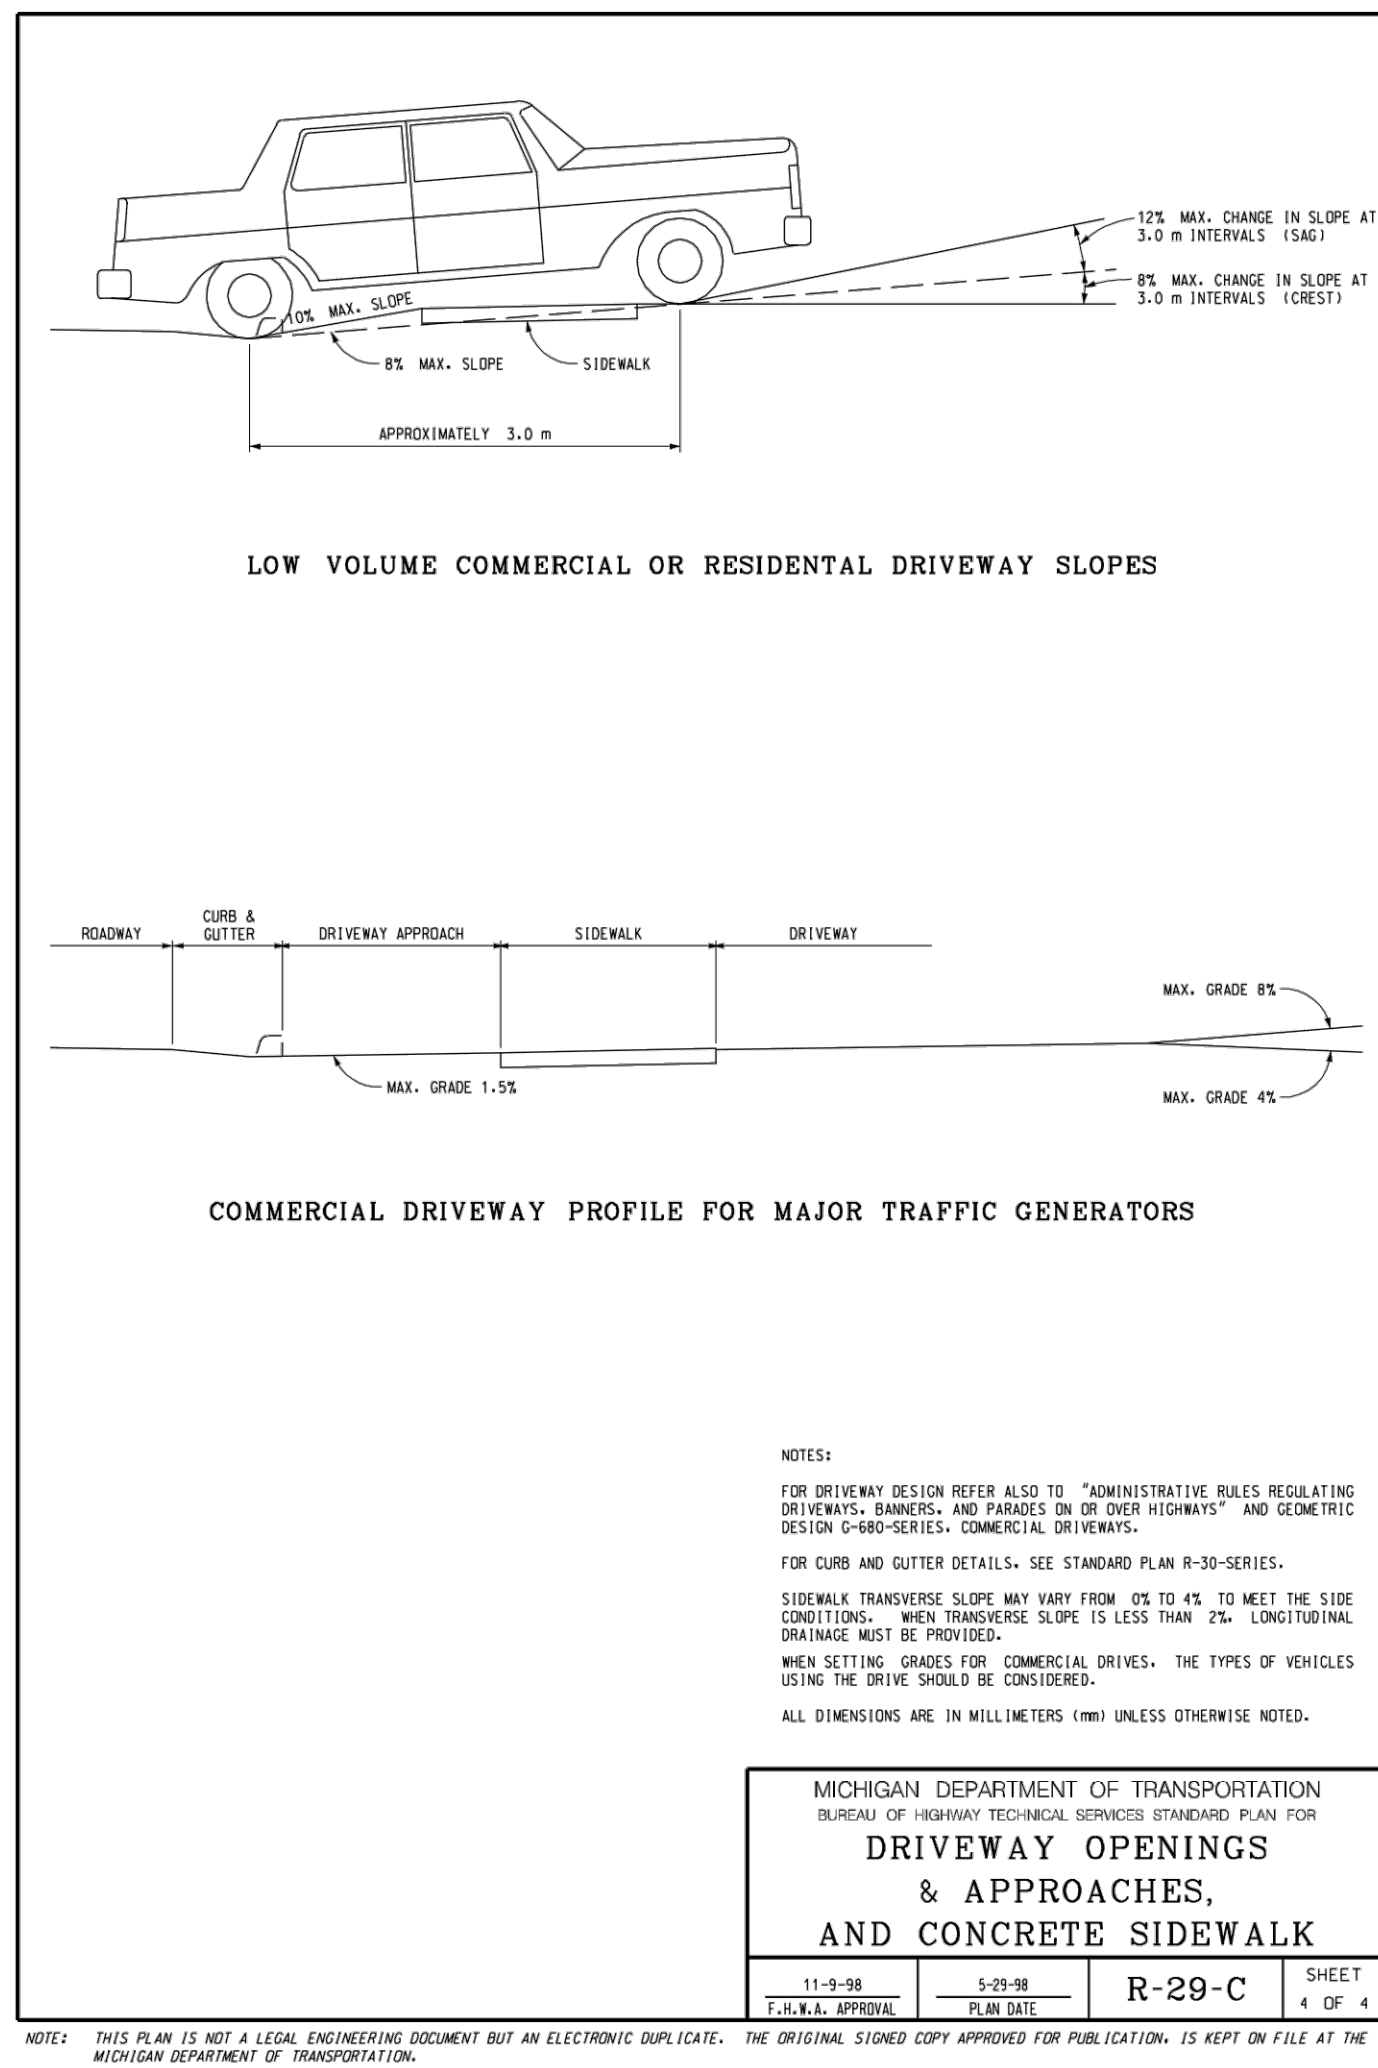 12% MAX. CHANGE IN SLOPE AT
3.0 m INTERVALS (SAG)
8% MAX. CHANGE IN SLOPE AT
3.0 m INTERVALS (CREST)
10% MAX. SLOPE
8% MAX. SLOPE
SIDEWALK
APPROXIMATELY 3.0 m
LOW VOLUME COMMERCIAL OR RESIDENTAL DRIVEWAY SLOPES
ROADWAY
CURB &
GUTTER
DRIVEWAY APPROACH
SIDEWALK
DRIVEWAY
MAX. GRADE 8%
MAX. GRADE 1.5%
MAX. GRADE 4%
COMMERCIAL DRIVEWAY PROFILE FOR MAJOR TRAFFIC GENERATORS
NOTES:
FOR DRIVEWAY DESIGN REFER ALSO TO "ADMINISTRATIVE RULES REGULATING
DRIVEWAYS, BANNERS, AND PARADES ON OR OVER HIGHWAYS" AND GEOMETRIC
DESIGN G-680-SERIES, COMMERCIAL DRIVEWAYS.
FOR CURB AND GUTTER DETAILS, SEE STANDARD PLAN R-30-SERIES.
SIDEWALK TRANSVERSE SLOPE MAY VARY FROM 0% TO 4% TO MEET THE SIDE
CONDITIONS. WHEN TRANSVERSE SLOPE IS LESS THAN 2%, LONGITUDINAL
DRAINAGE MUST BE PROVIDED.
WHEN SETTING GRADES FOR COMMERCIAL DRIVES, THE TYPES OF VEHICLES
USING THE DRIVE SHOULD BE CONSIDERED.
ALL DIMENSIONS ARE IN MILLIMETERS (mm) UNLESS OTHERWISE NOTED.
MICHIGAN DEPARTMENT OF TRANSPORTATION
BUREAU OF HIGHWAY TECHNICAL SERVICES STANDARD PLAN FOR
DRIVEWAY OPENINGS
& APPROACHES,
AND CONCRETE SIDEWALK
11-9-98
F.H.W.A. APPROVAL
5-29-98
PLAN DATE
R-29-C
SHEET
4 OF 4
NOTE: THIS PLAN IS NOT A LEGAL ENGINEERING DOCUMENT BUT AN ELECTRONIC DUPLICATE. THE ORIGINAL SIGNED COPY APPROVED FOR PUBLICATION, IS KEPT ON FILE AT THE
MICHIGAN DEPARTMENT OF TRANSPORTATION.